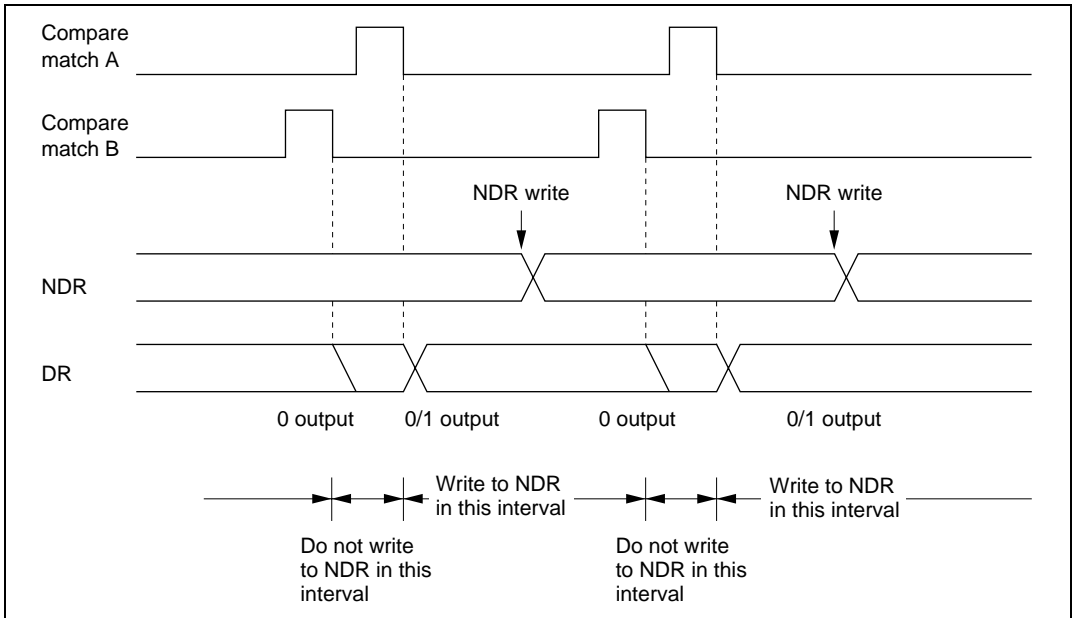 Compare
match A
Compare
match B
NDR write
NDR write
NDR
DR
0 output
0/1 output
0 output
0/1 output
Write to NDR
in this interval
Write to NDR
in this interval
Do not write
to NDR in this
interval
Do not write
to NDR in this
interval